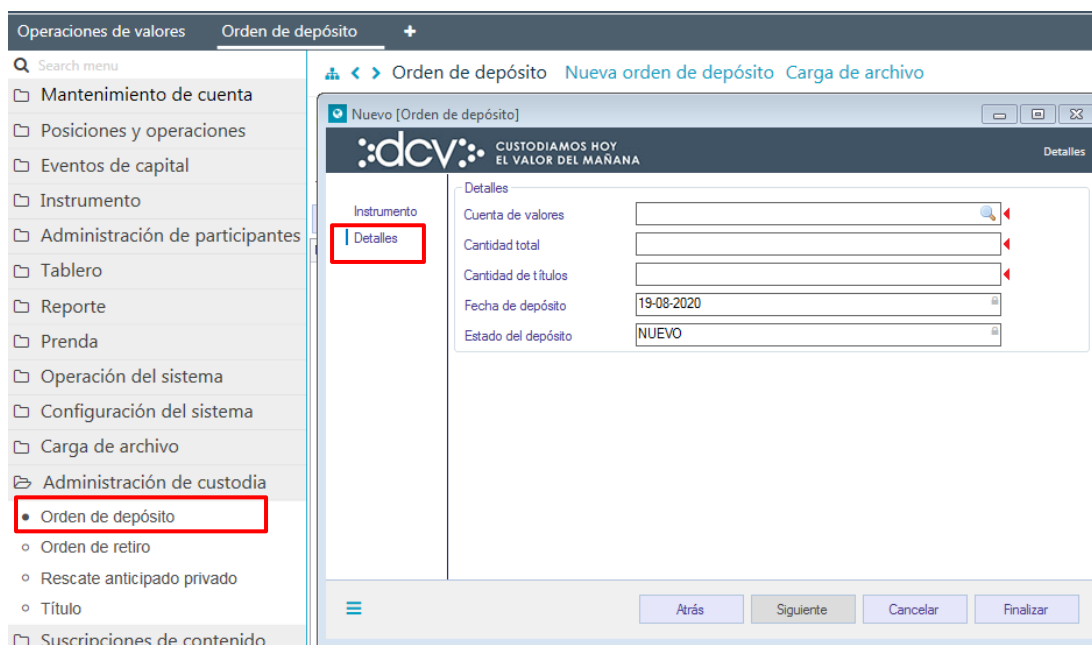 Operaciones de valores Orden de depósito +
Search menu
Mantenimiento de cuenta
Posiciones y operaciones
Eventos de capital
Instrumento
Administración de participantes
Tablero
Reporte
Prenda
Operación del sistema
Configuración del sistema
Carga de archivo
Administración de custodia
Orden de depósito
Orden de retiro
Rescate anticipado privado
Título
Suscripciones de contenido
Orden de depósito Nueva orden de depósito Carga de archivo
Nuevo [Orden de depósito]
dcv CUSTODIAMOS HOY
EL VALOR DEL MAÑANA
Detalles
Instrumento
Detalles
Detalles
Cuenta de valores
Cantidad total
Cantidad de títulos
Fecha de depósito 19-08-2020
Estado del depósito NUEVO
Atrás Siguiente Cancelar Finalizar